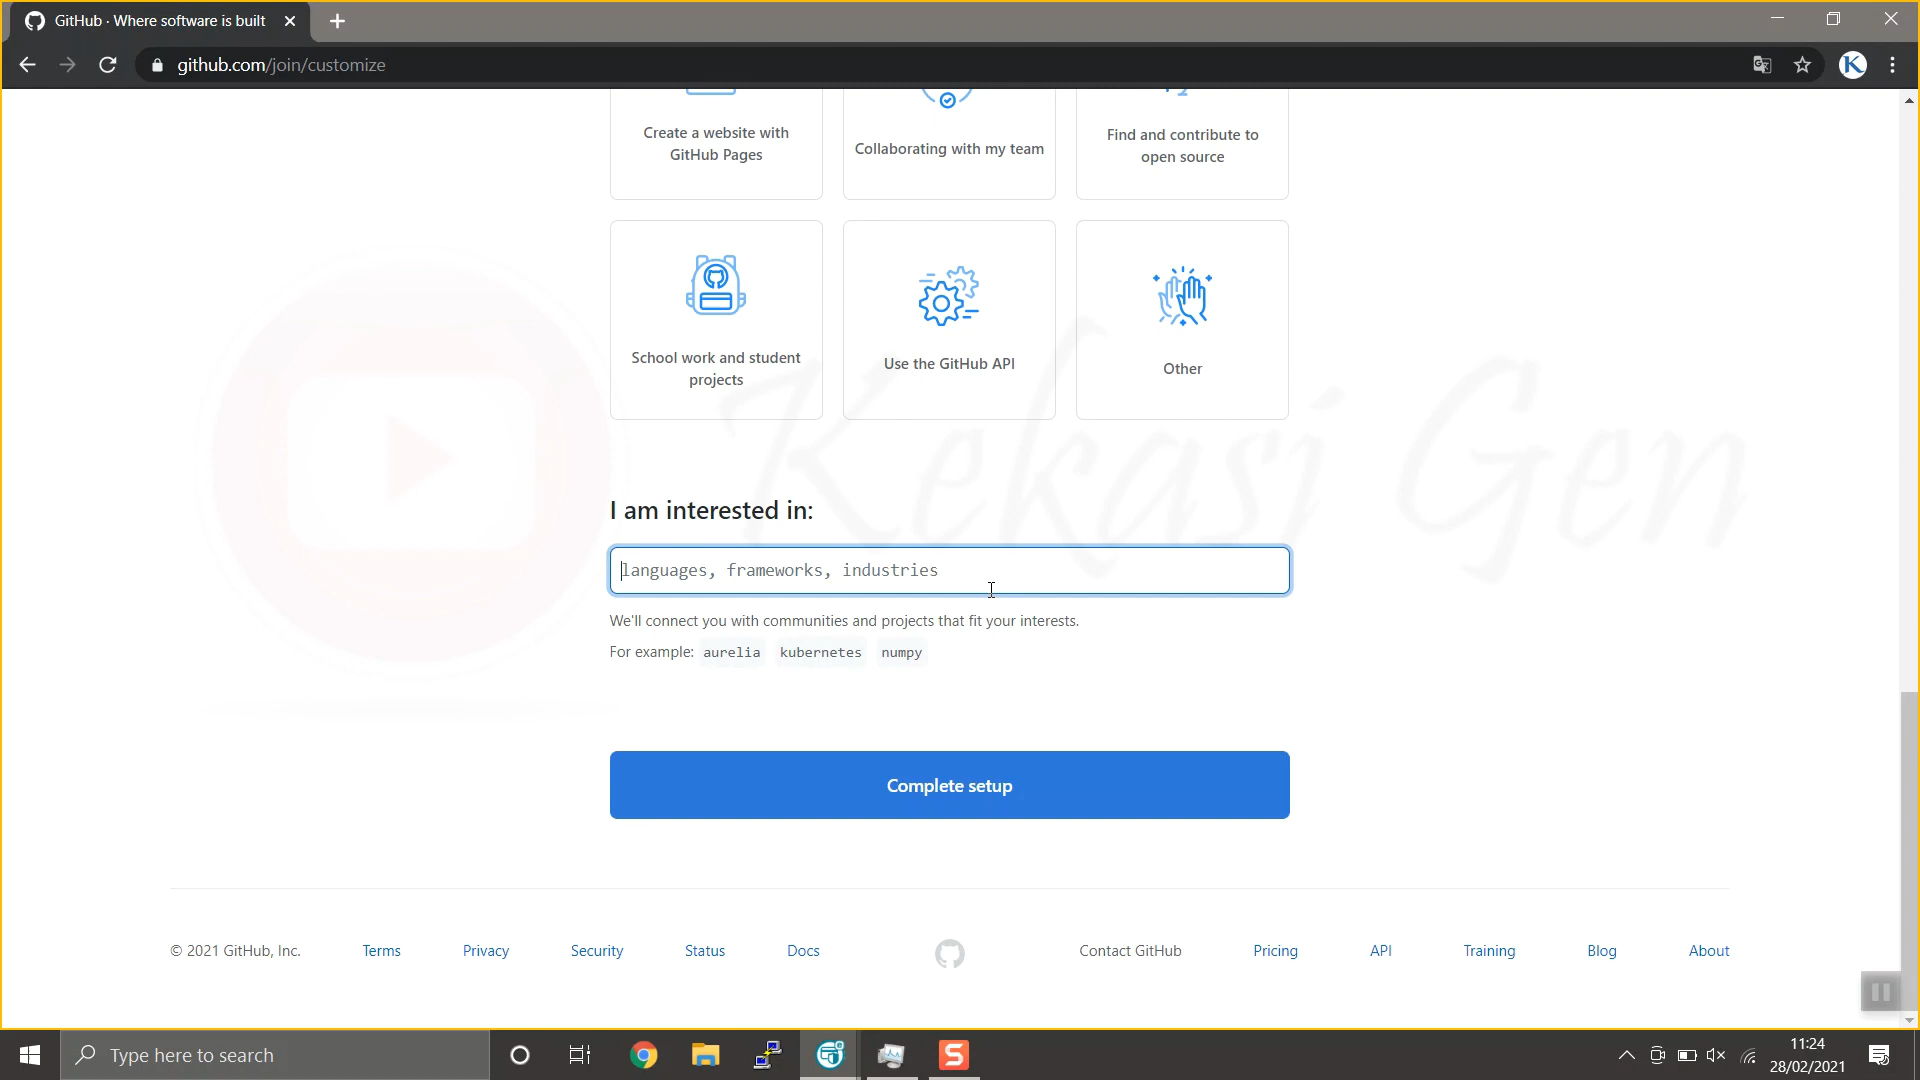 GitHub · Where software is built
github.com/join/customize
K
Create a website with
GitHub Pages
Collaborating with my team
Find and contribute to
open source
School work and student
projects
Use the GitHub API
Other
Kekasi Gen
I am interested in:
languages, frameworks, industries
We'll connect you with communities and projects that fit your interests.
For example: aurelia kubernetes numpy
Complete setup
© 2021 GitHub, Inc. Terms Privacy Security Status Docs Contact GitHub Pricing API Training Blog About
Type here to search
S
11:24
28/02/2021